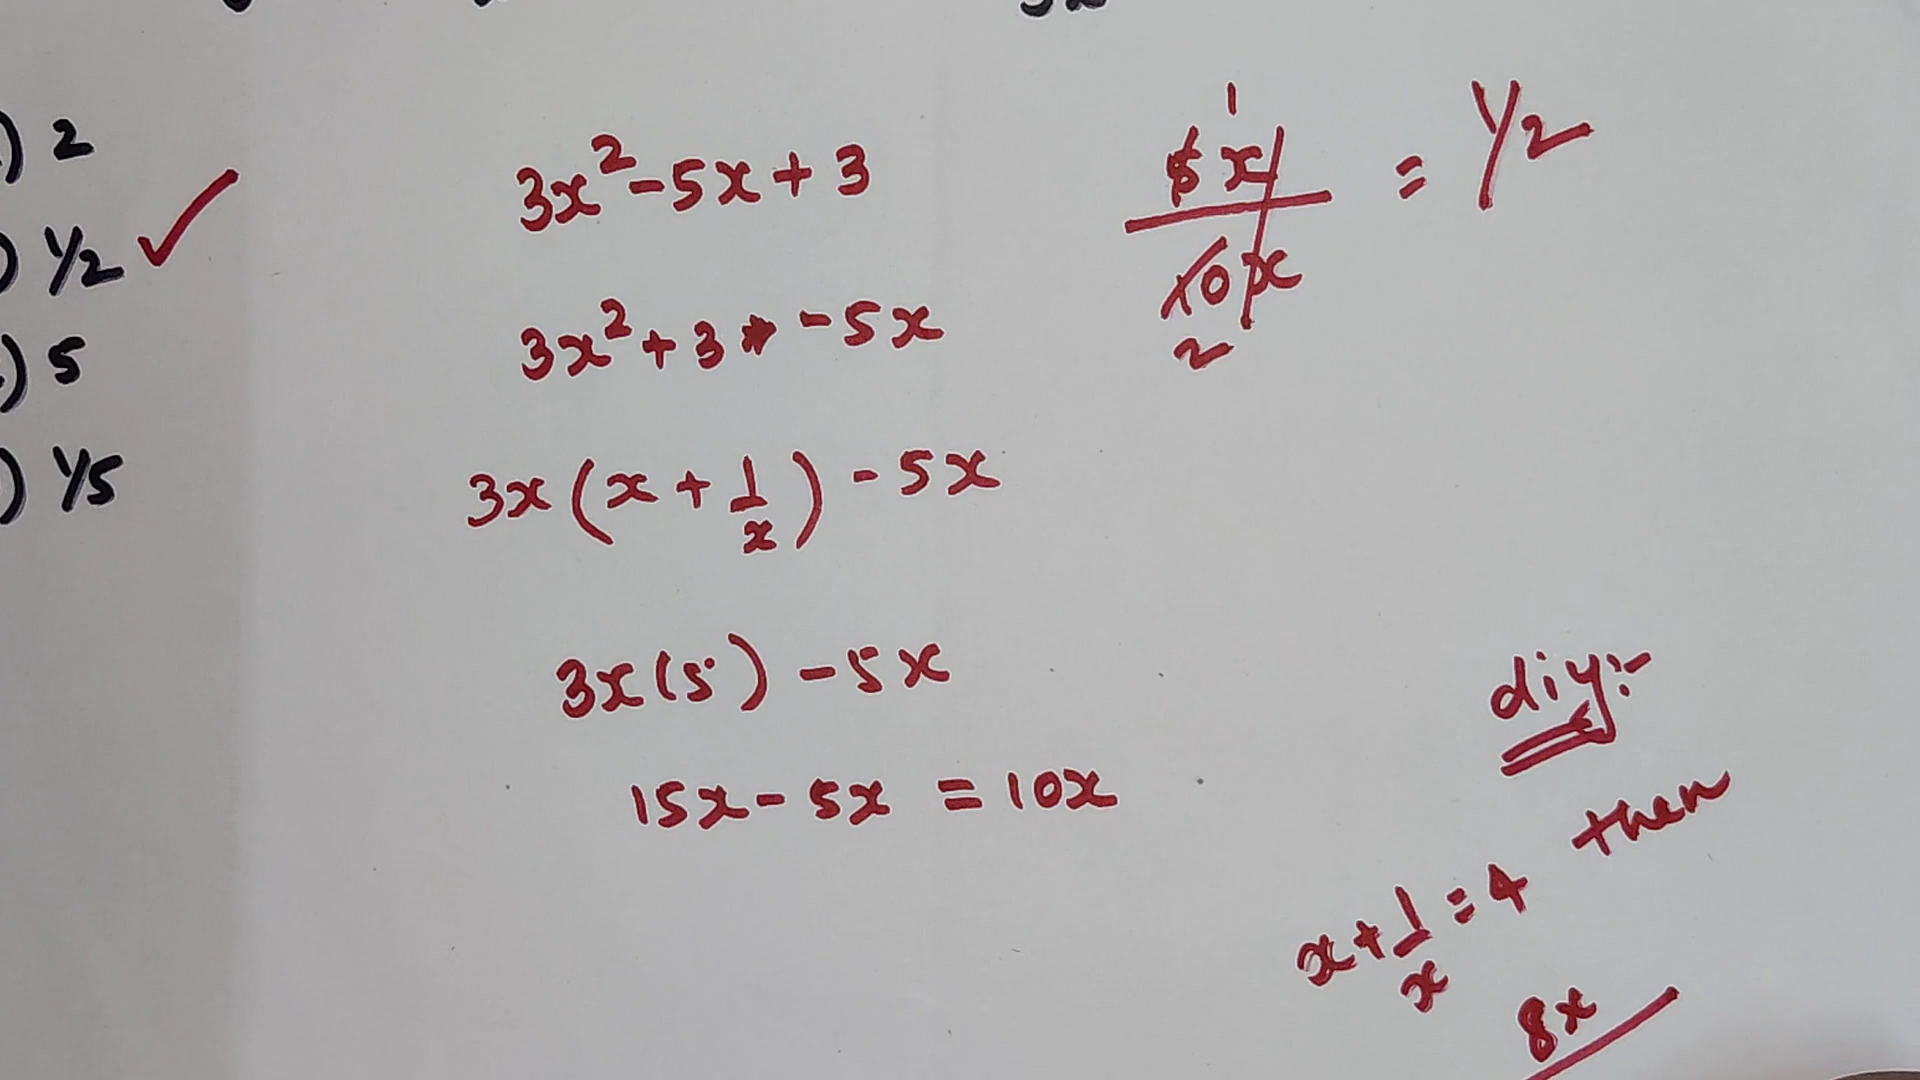 ) 2
) 1/2 ✓
) 5
) 1/5
3x² - 5x + 3
3x² + 3 - 5x
3x ( x + 1/x ) - 5x
3x (5) - 5x
15x - 5x = 10x
1
5x / 10x = 1/2
2
diy:-
x + 1/x = 4 then
8x